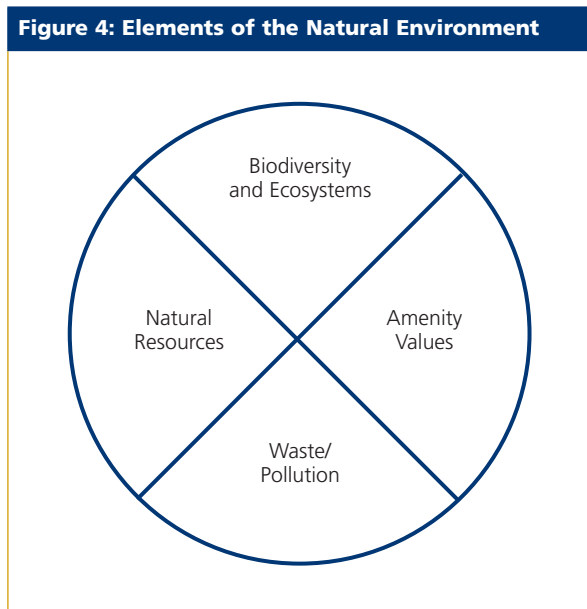 Figure 4: Elements of the Natural Environment
Biodiversity
and Ecosystems
Natural
Resources
Amenity
Values
Waste/
Pollution